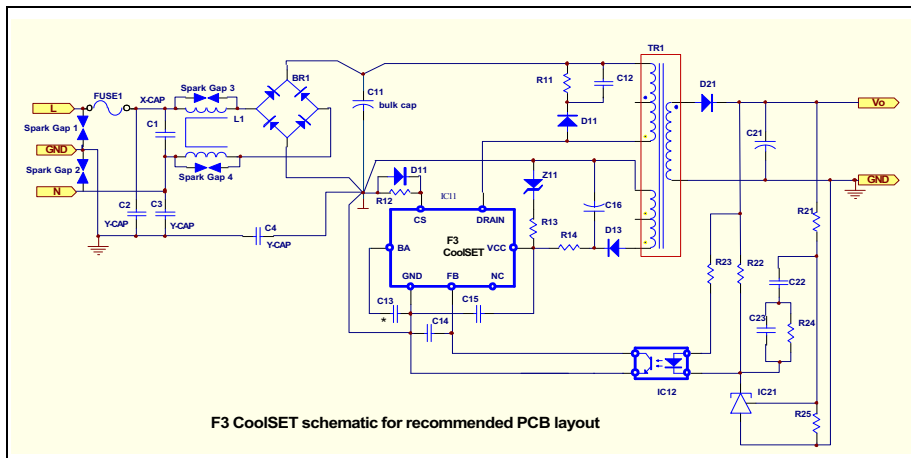 TR1
BR1
D21
Spark Gap 3
R11
C12
FUSE1
X-CAP
C11
bulk cap
L
Vo
L1
Spark Gap 1
C1
D11
C21
GND
Spark Gap 2
Spark Gap 4
D11
Z11
N
GND
R12
IC11
C16
C2
C3
CS
DRAIN
R21
Y-CAP
Y-CAP
C4
R13
F3
CoolSET
R14
D13
Y-CAP
BA
VCC
R23
R22
GND
FB
NC
C22
C13
C15
*
C14
C23
R24
IC12
IC21
R25
F3 CoolSET schematic for recommended PCB layout